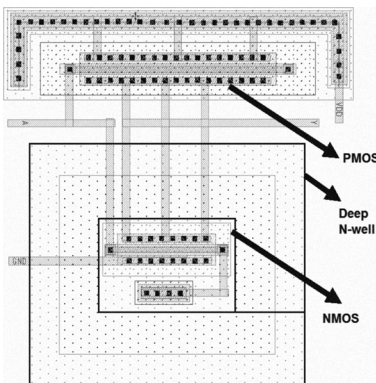 VDD
A
Y
PMOS
Deep
N-well
GND
NMOS